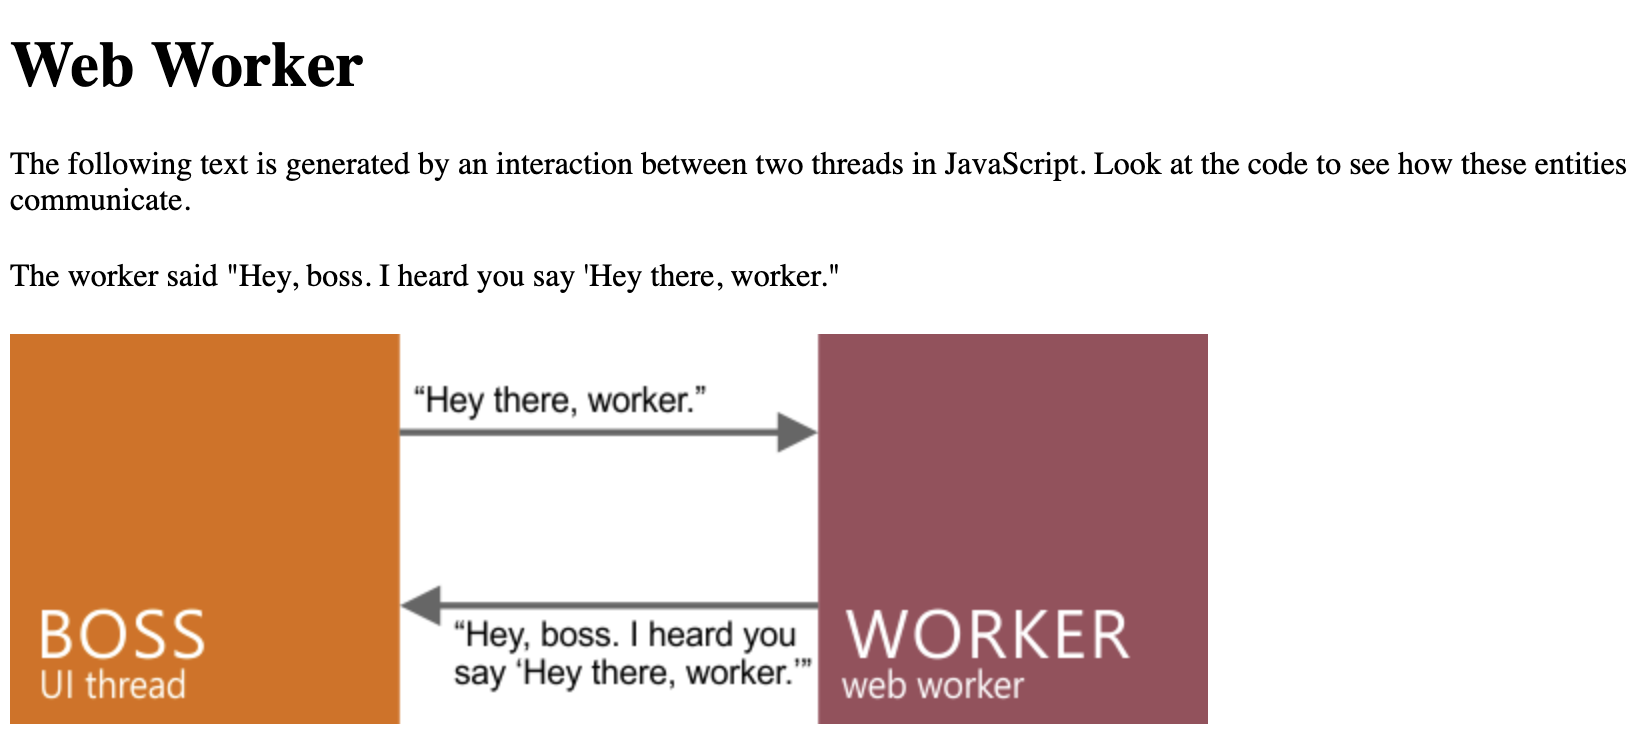 Web Worker
The following text is generated by an interaction between two threads in JavaScript. Look at the code to see how these entities
communicate.
The worker said "Hey, boss. I heard you say 'Hey there, worker."
“Hey there, worker.”
“Hey, boss. I heard you
say ‘Hey there, worker.’”
BOSS
UI thread
WORKER
web worker